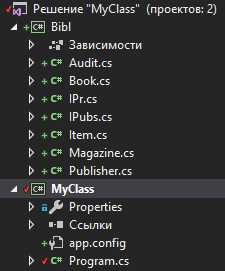 Решение "MyClass" (проектов: 2)
C# Bibl
Зависимости
C# Audit.cs
C# Book.cs
C# IPr.cs
C# IPubs.cs
C# Item.cs
C# Magazine.cs
C# Publisher.cs
C# MyClass
Properties
Ссылки
app.config
C# Program.cs